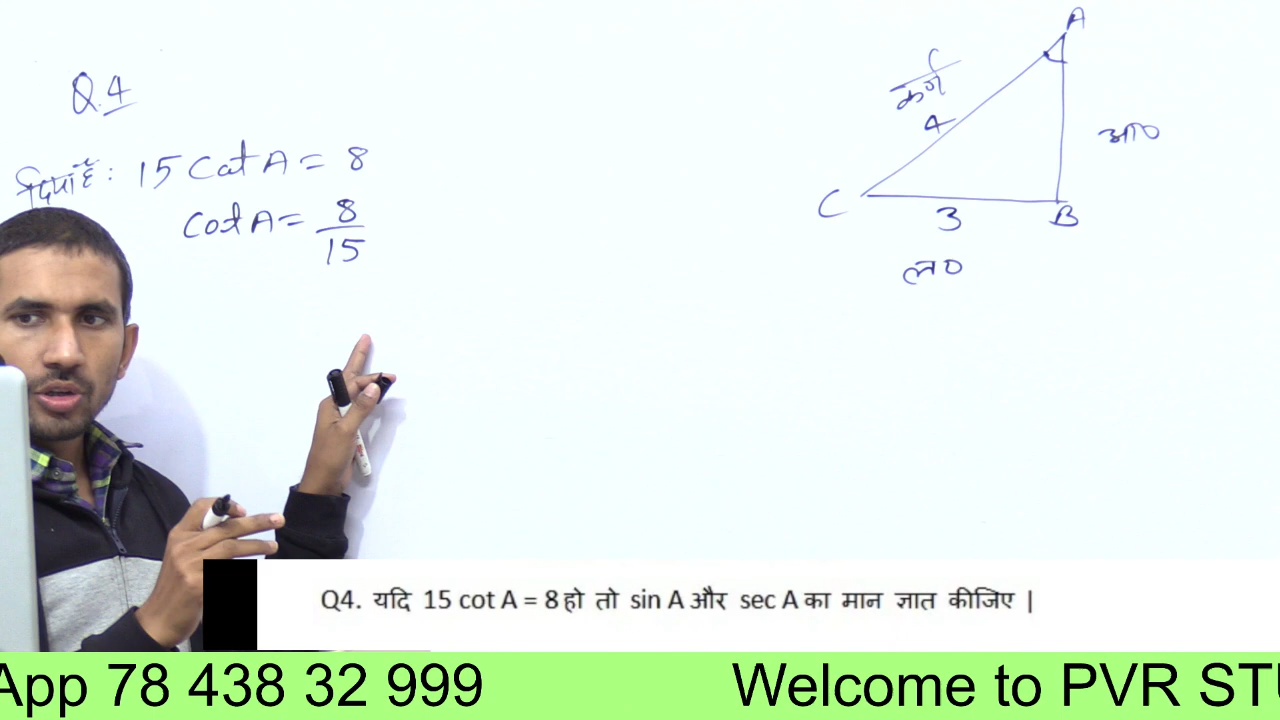 Q.4
दिया है : 15 Cot A = 8
Cot A = 8/15
A
कर्ण
4
आ०
C
3
B
ल०
Q4. यदि 15 cot A = 8 हो तो sin A और sec A का मान ज्ञात कीजिए |
App 78 438 32 999 Welcome to PVR STU